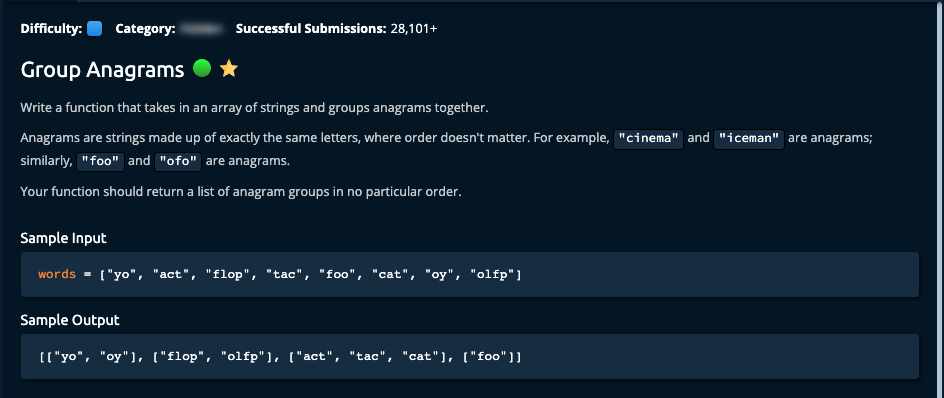 Difficulty: Category: Successful Submissions: 28,101+
Group Anagrams
Write a function that takes in an array of strings and groups anagrams together.
Anagrams are strings made up of exactly the same letters, where order doesn't matter. For example, "cinema" and "iceman" are anagrams;
similarly, "foo" and "ofo" are anagrams.
Your function should return a list of anagram groups in no particular order.
Sample Input
words = ["yo", "act", "flop", "tac", "foo", "cat", "oy", "olfp"]
Sample Output
[["yo", "oy"], ["flop", "olfp"], ["act", "tac", "cat"], ["foo"]]